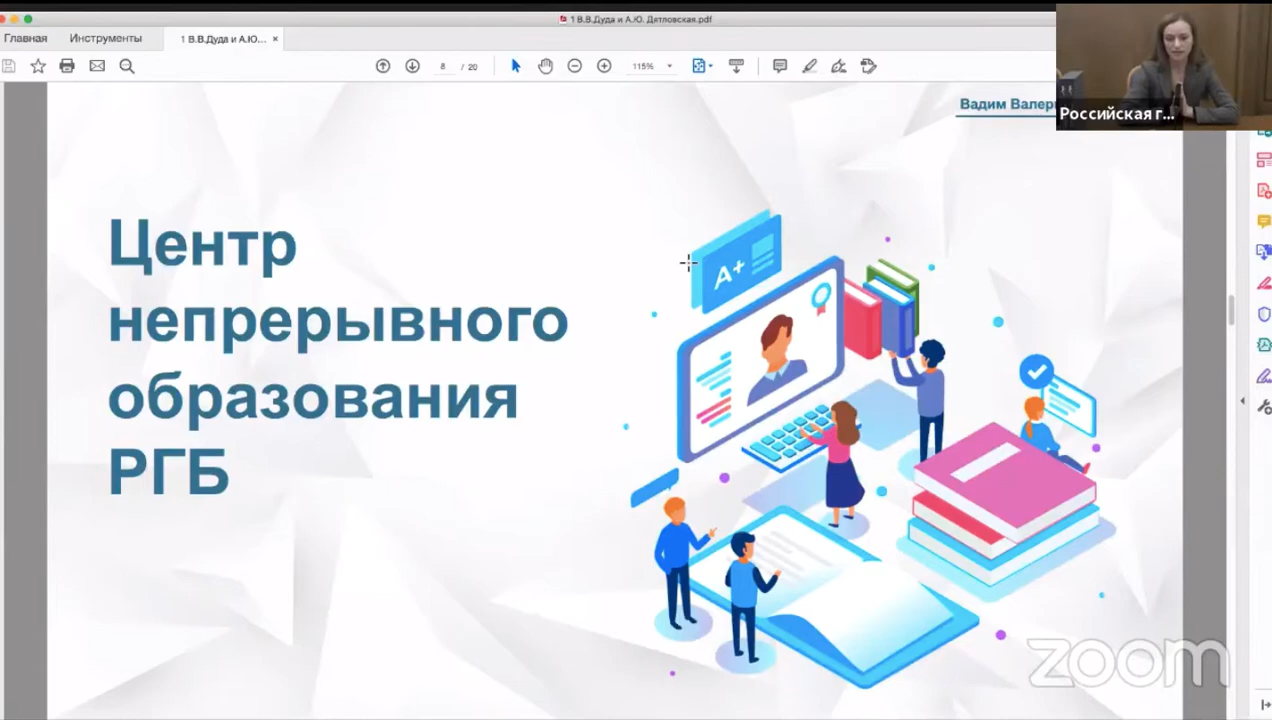 1 В.В.Дуда и А.Ю. Дятловская.pdf
Главная
Инструменты
1 В.В.Дуда и А.Ю...
×
8 / 20
115%
Вадим Валер
Российская г...
Центр
непрерывного
образования
РГБ
A+
zoom